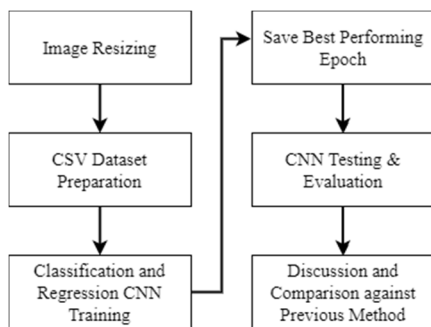 Image Resizing
CSV Dataset
Preparation
Classification and
Regression CNN
Training
Save Best Performing
Epoch
CNN Testing &
Evaluation
Discussion and
Comparison against
Previous Method